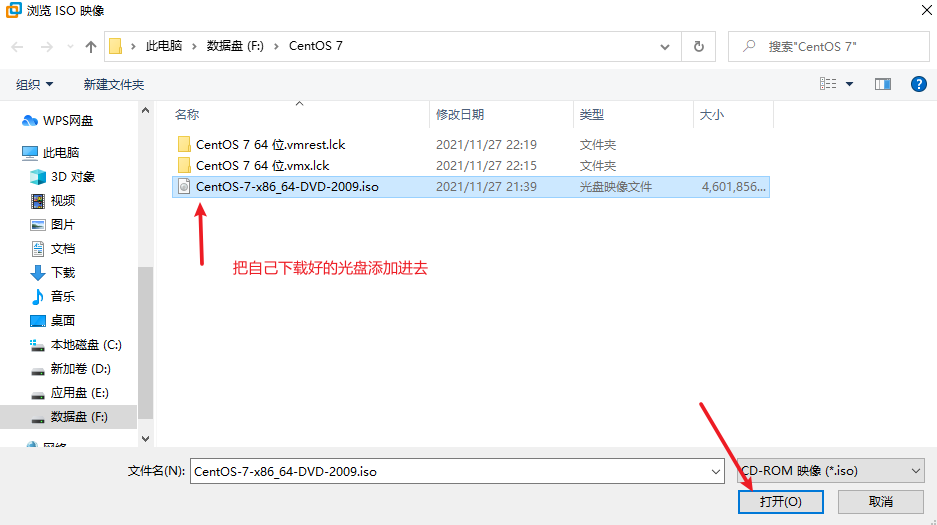 浏览 ISO 映像
此电脑 › 数据盘 (F:) › CentOS 7
搜索"CentOS 7"
组织 新建文件夹
名称 修改日期 类型 大小
WPS网盘
此电脑
3D 对象
视频
图片
文档
下载
音乐
桌面
本地磁盘 (C:)
新加卷 (D:)
应用盘 (E:)
数据盘 (F:)
网络
CentOS 7 64 位.vmrest.lck 2021/11/27 22:19 文件夹
CentOS 7 64 位.vmx.lck 2021/11/27 22:15 文件夹
CentOS-7-x86_64-DVD-2009.iso 2021/11/27 21:39 光盘映像文件 4,601,856...
把自己下载好的光盘添加进去
文件名(N): CentOS-7-x86_64-DVD-2009.iso CD-ROM 映像 (*.iso)
打开(O) 取消